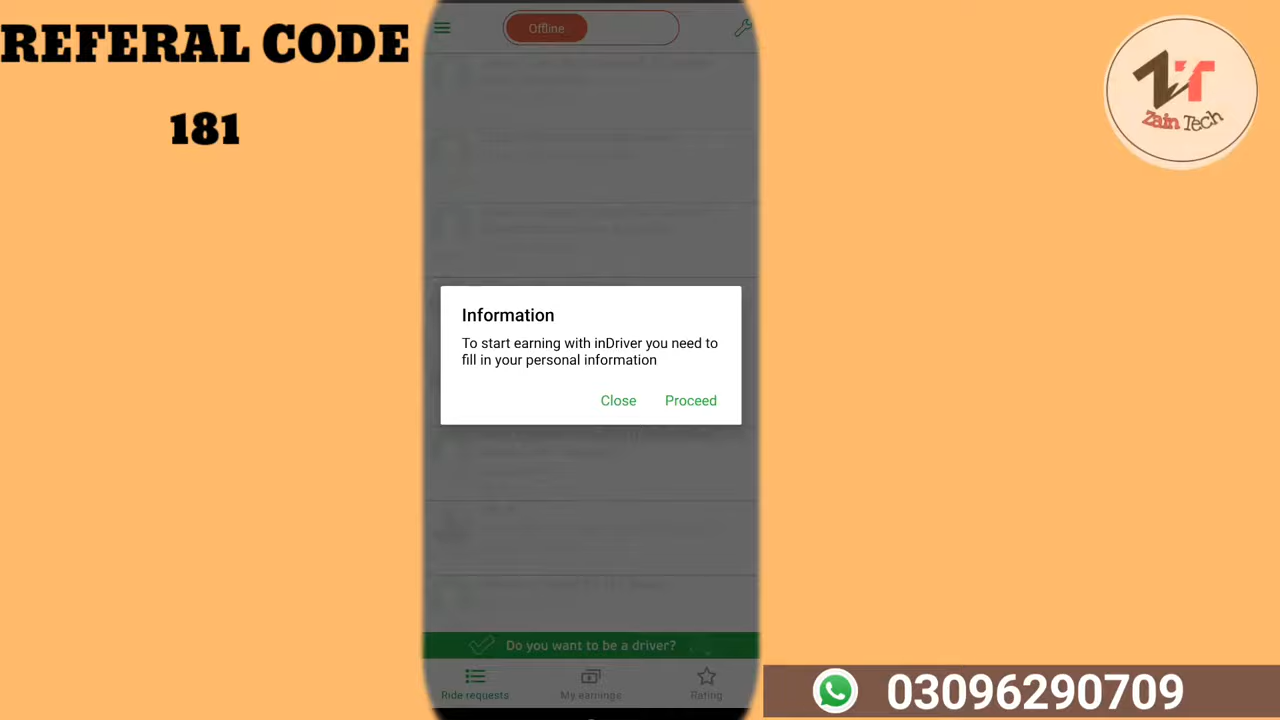 REFERAL CODE
181
Offline
ZT
Zain Tech
Information
To start earning with inDriver you need to
fill in your personal information
Close Proceed
Do you want to be a driver?
Ride requests My earnings Rating
03096290709